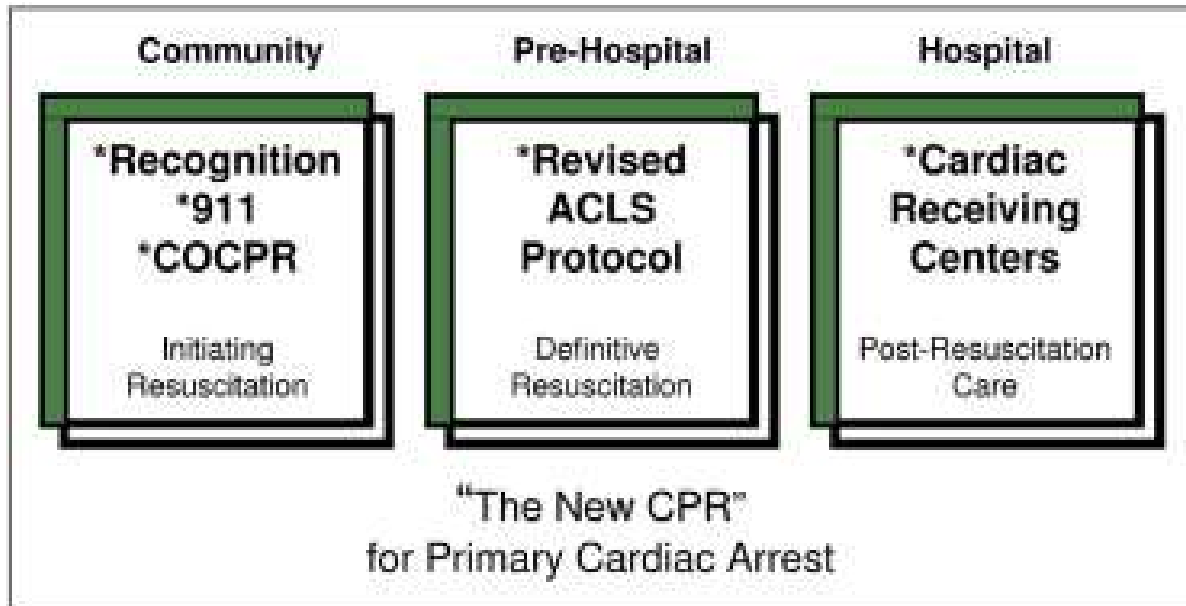 Community
*Recognition
*911
*COCPR
Initiating
Resuscitation
Pre-Hospital
*Revised
ACLS
Protocol
Definitive
Resuscitation
Hospital
*Cardiac
Receiving
Centers
Post-Resuscitation
Care
“The New CPR”
for Primary Cardiac Arrest